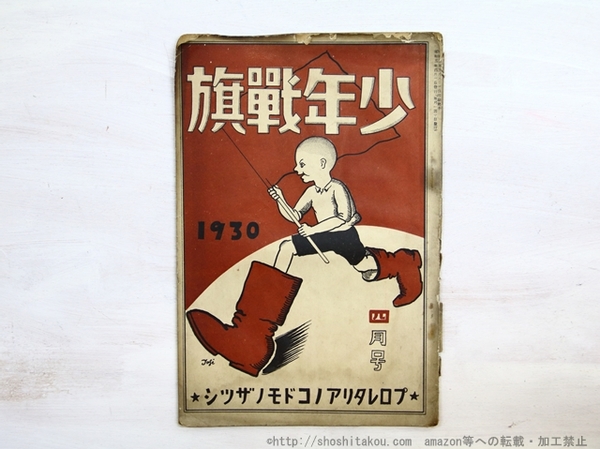 少年戰旗
1930
四月号
★プロレタリアノコドモノザツシ★
©http://shoshitakou.com amazon等への転載・加工禁止